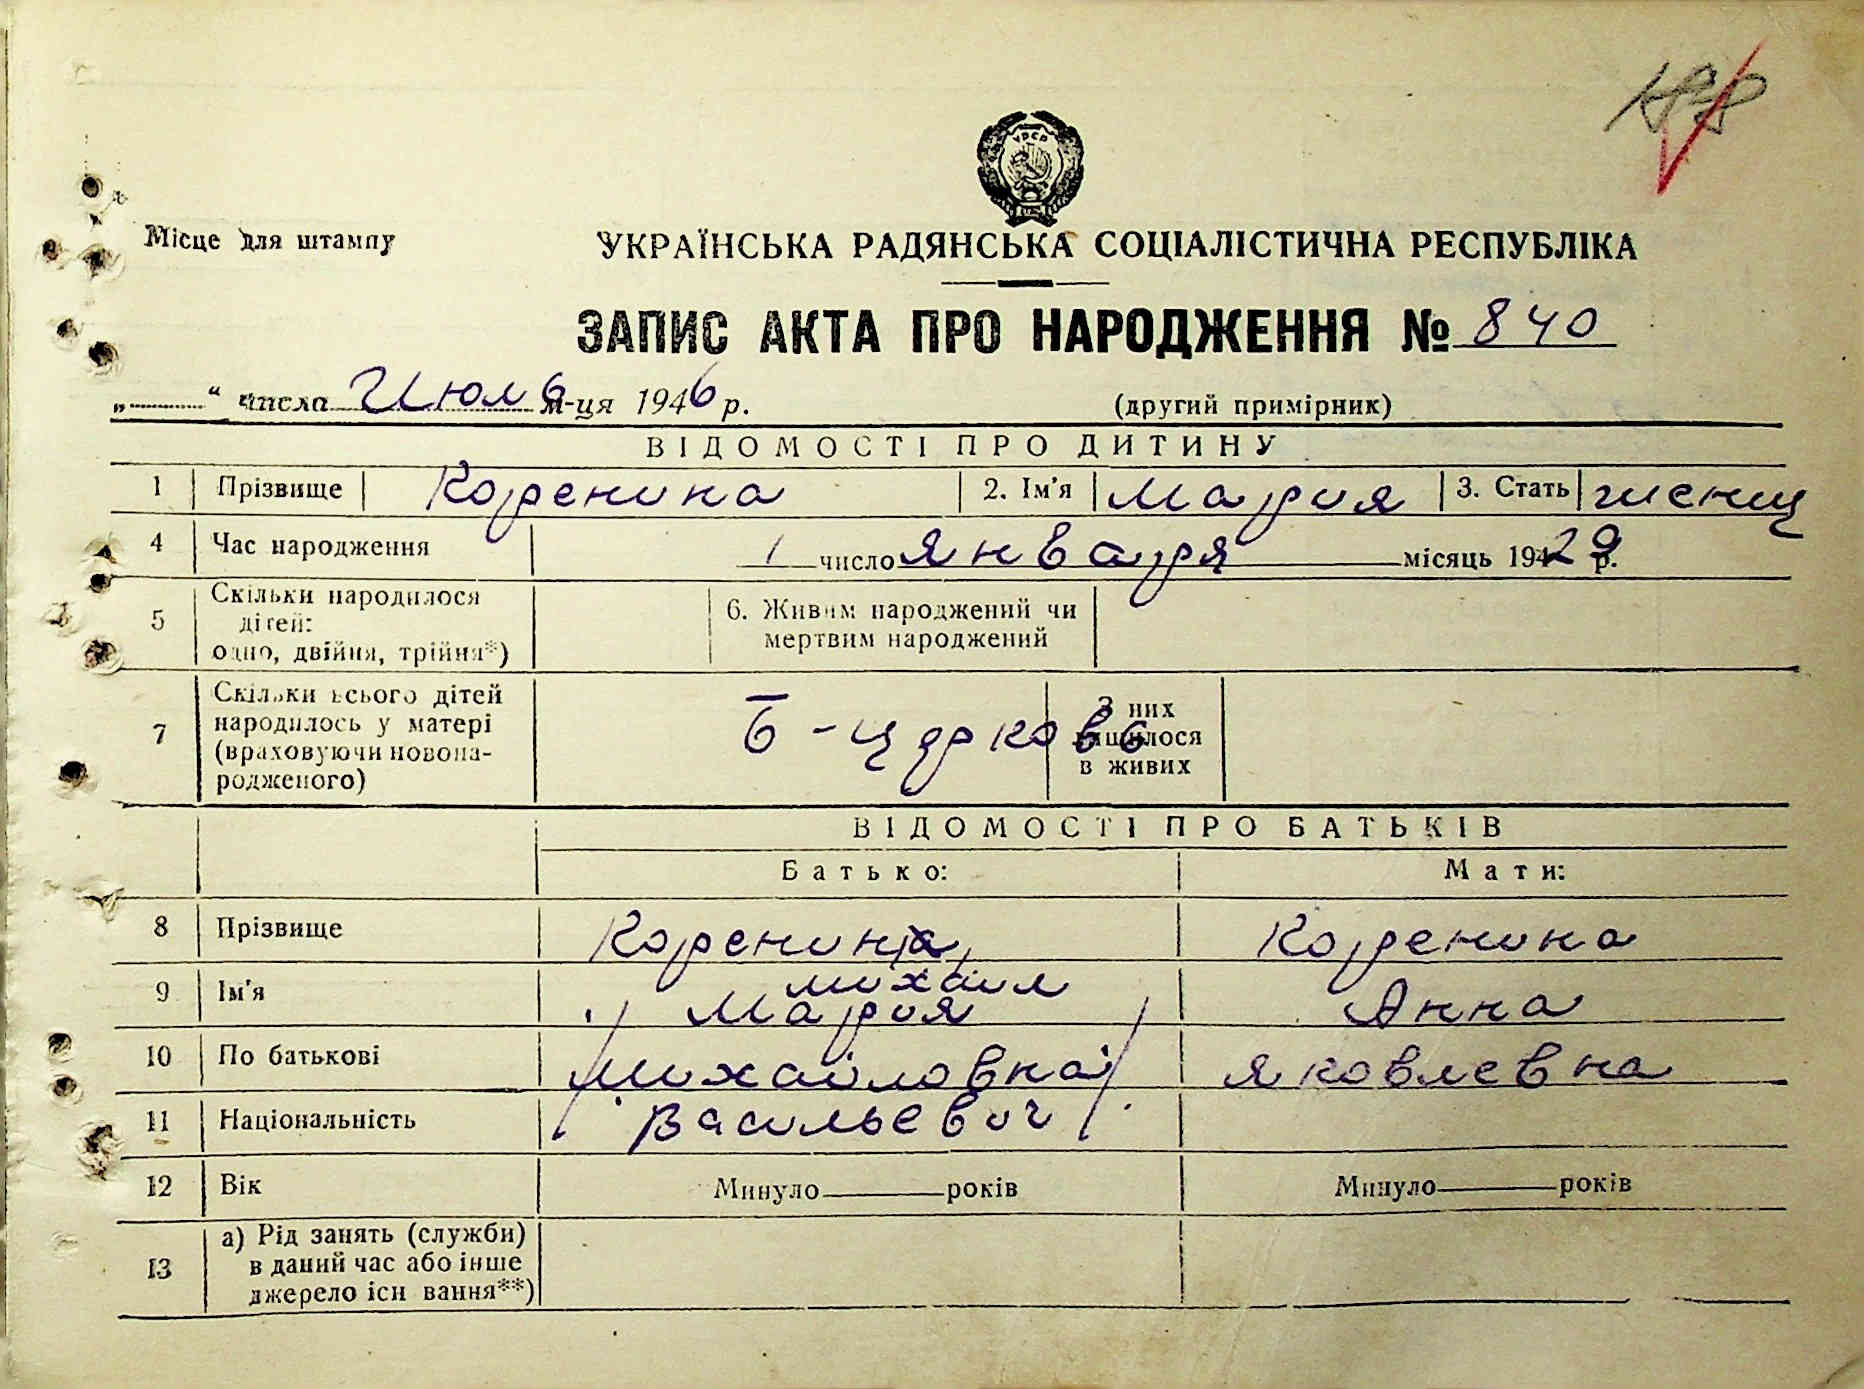 УРСР
Місце для штампу
УКРАЇНСЬКА РАДЯНСЬКА СОЦІАЛІСТИЧНА РЕСПУБЛІКА
ЗАПИС АКТА ПРО НАРОДЖЕННЯ № 840
„ “ числа Июль м-ця 1946 р.
(другий примірник)
ВІДОМОСТІ ПРО ДИТИНУ
1 Прізвище Коренина 2. Ім'я Мария 3. Стать женщ
4 Час народження 1 число января місяць 1929 р.
5 Скільки народилося дітей: одно, двійня, трійня*) 6. Живим народжений чи мертвим народжений
7 Скільки всього дітей народилось у матері (враховуючи новонародженого) Б-церковь З них лишилося в живих
ВІДОМОСТІ ПРО БАТЬКІВ
Батько: Мати:
8 Прізвище Коренин Коренина
9 Ім'я михаил Мария Анна
10 По батькові Михайловна Яковлевна
11 Національність Васильевич
12 Вік Минуло років Минуло років
13 а) Рід занять (служби) в даний час або інше джерело існ вання**)